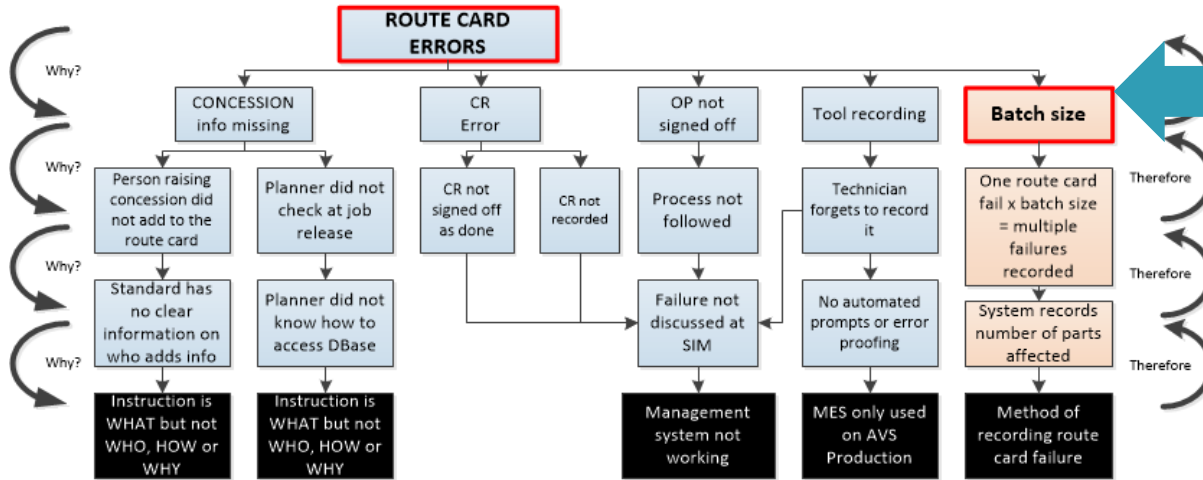 ROUTE CARD
ERRORS
Why?
CONCESSION
info missing
CR
Error
OP not
signed off
Tool recording
Batch size
Why?
Person raising
concession did
not add to the
route card
Planner did not
check at job
release
CR not
signed off
as done
CR not
recorded
Process not
followed
Technician
forgets to record
it
One route card
fail x batch size
= multiple
failures
recorded
Therefore
Why?
Standard has
no clear
information on
who adds info
Planner did not
know how to
access DBase
Failure not
discussed at
SIM
No automated
prompts or error
proofing
System records
number of parts
affected
Therefore
Why?
Instruction is
WHAT but not
WHO, HOW or
WHY
Instruction is
WHAT but not
WHO, HOW or
WHY
Management
system not
working
MES only used
on AVS
Production
Method of
recording route
card failure
Therefore